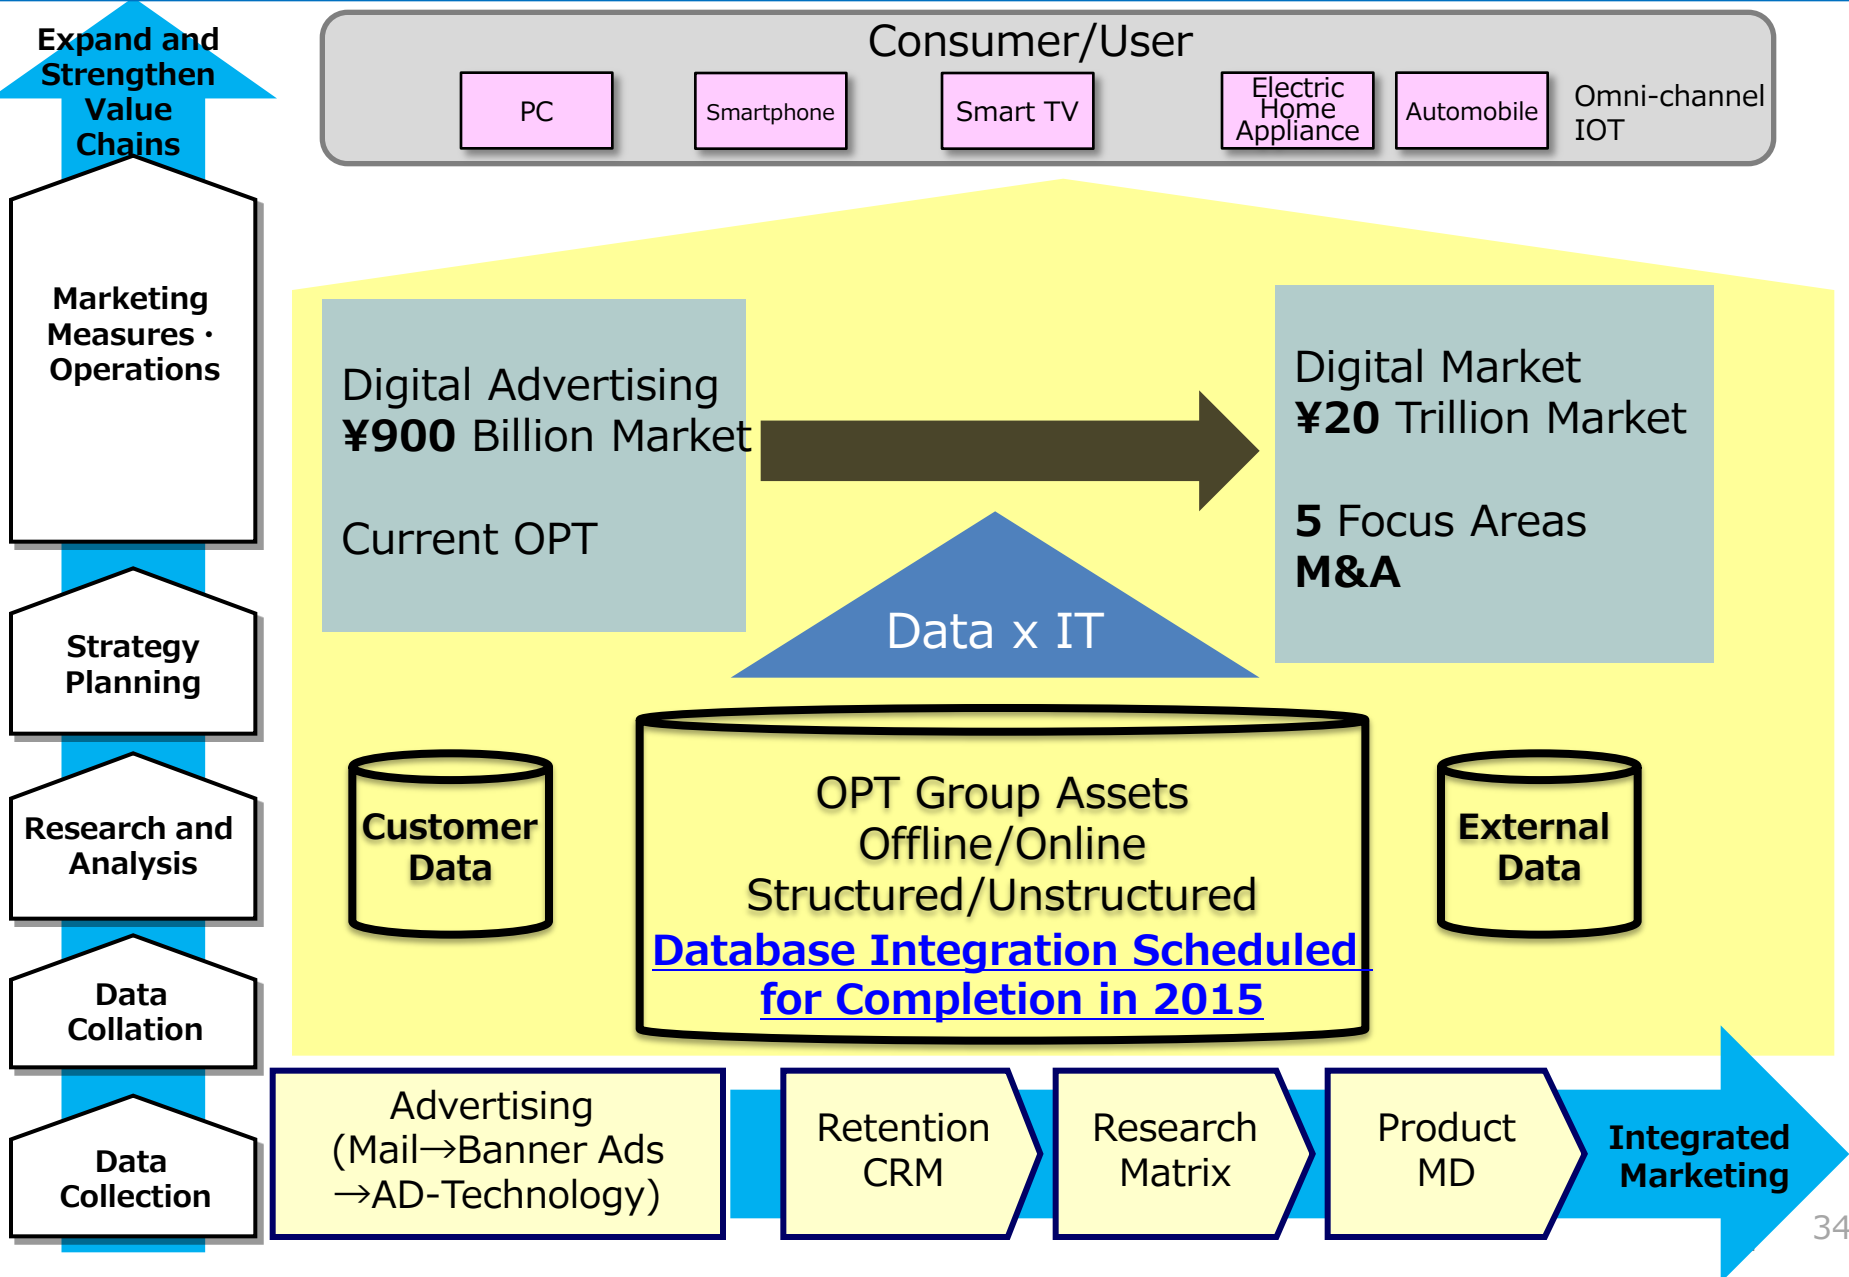 Expand and
Strengthen
Value
Chains
Marketing
Measures・
Operations
Strategy
Planning
Research and
Analysis
Data
Collation
Data
Collection
Consumer/User
PC
Smartphone
Smart TV
Electric
Home
Appliance
Automobile
Omni-channel
IOT
Digital Advertising
¥900 Billion Market
Current OPT
Digital Market
¥20 Trillion Market
5 Focus Areas
M&A
Data x IT
Customer
Data
OPT Group Assets
Offline/Online
Structured/Unstructured
Database Integration Scheduled
for Completion in 2015
External
Data
Advertising
(Mail→Banner Ads
→AD-Technology)
Retention
CRM
Research
Matrix
Product
MD
Integrated
Marketing
34